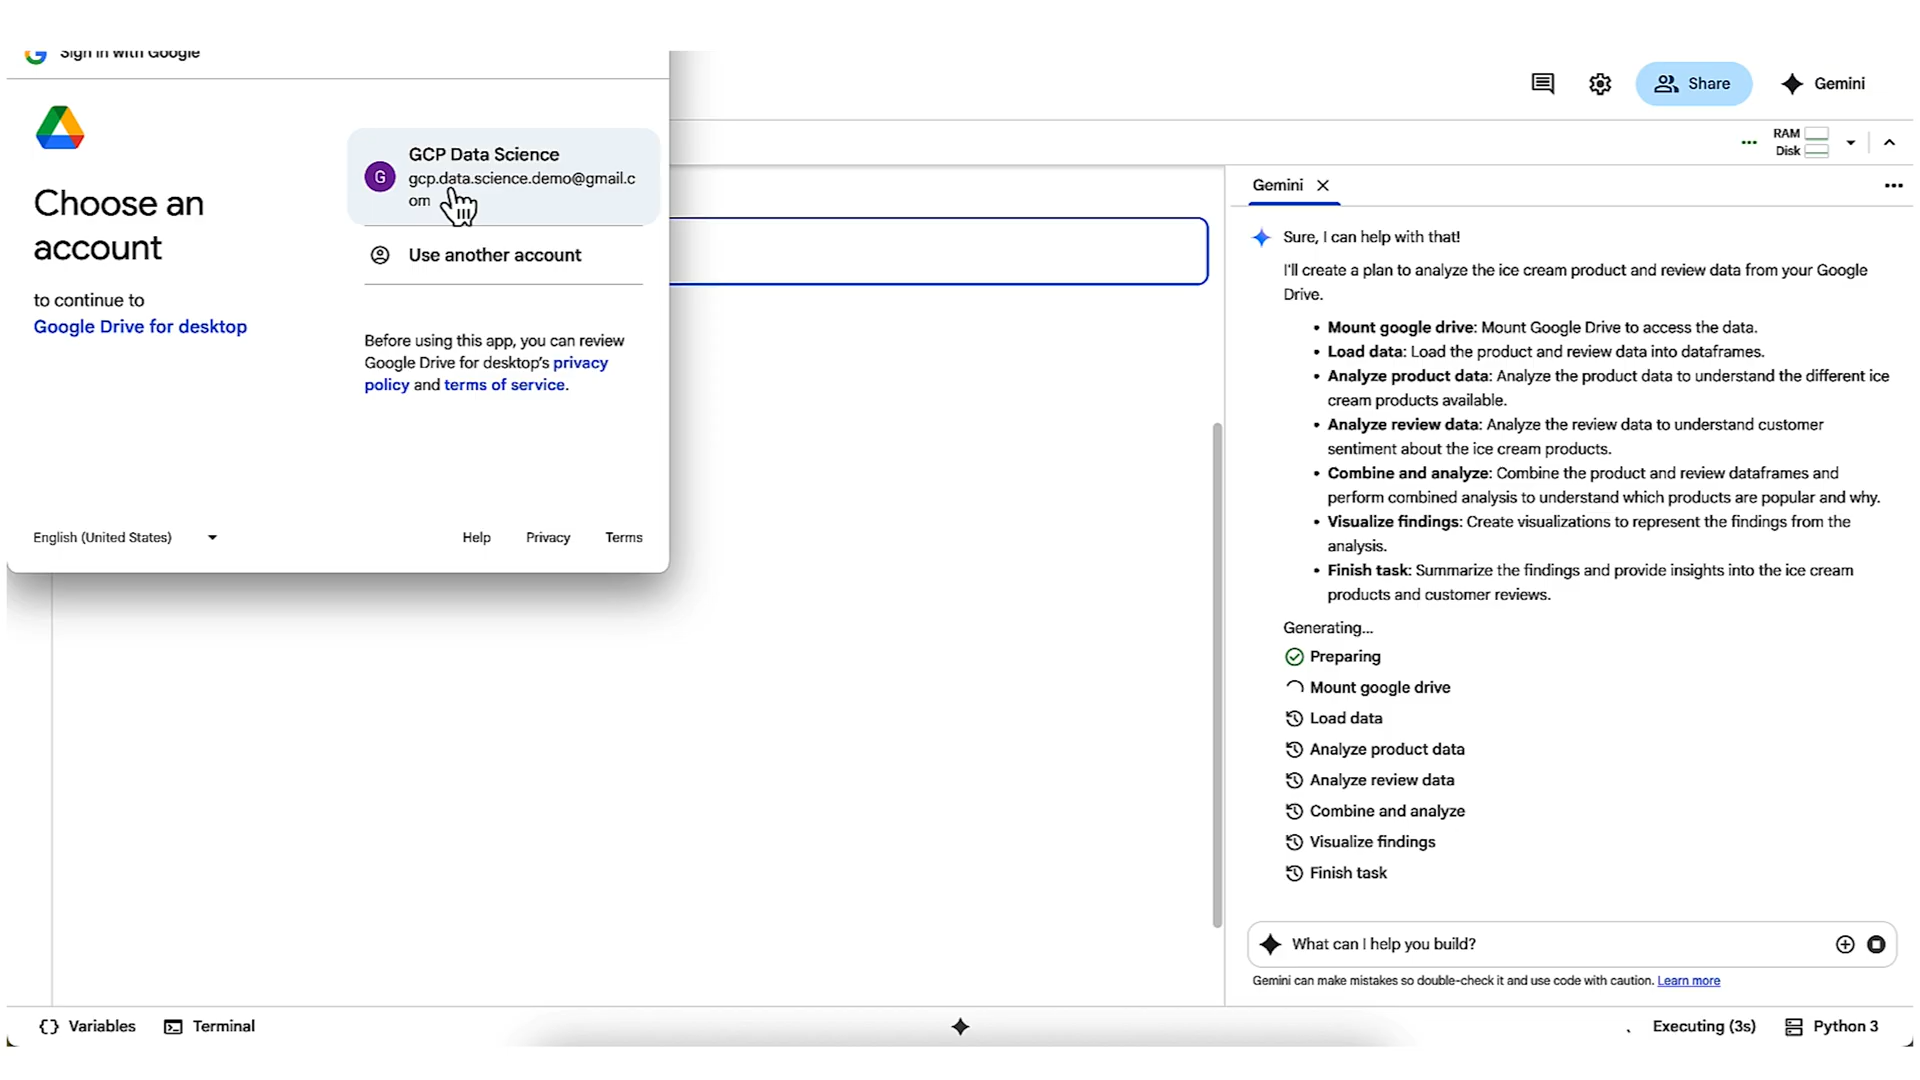 Sign in with Google
Choose an
account
to continue to
Google Drive for desktop
G
GCP Data Science
gcp.data.science.demo@gmail.c
om
Use another account
Before using this app, you can review
Google Drive for desktop's privacy
policy and terms of service.
English (United States)
Help
Privacy
Terms
Share
Gemini
RAM
Disk
Gemini
Sure, I can help with that!
I'll create a plan to analyze the ice cream product and review data from your Google
Drive.
• Mount google drive: Mount Google Drive to access the data.
• Load data: Load the product and review data into dataframes.
• Analyze product data: Analyze the product data to understand the different ice
cream products available.
• Analyze review data: Analyze the review data to understand customer
sentiment about the ice cream products.
• Combine and analyze: Combine the product and review dataframes and
perform combined analysis to understand which products are popular and why.
• Visualize findings: Create visualizations to represent the findings from the
analysis.
• Finish task: Summarize the findings and provide insights into the ice cream
products and customer reviews.
Generating...
Preparing
Mount google drive
Load data
Analyze product data
Analyze review data
Combine and analyze
Visualize findings
Finish task
What can I help you build?
Gemini can make mistakes so double-check it and use code with caution. Learn more
Variables
Terminal
Executing (3s)
Python 3